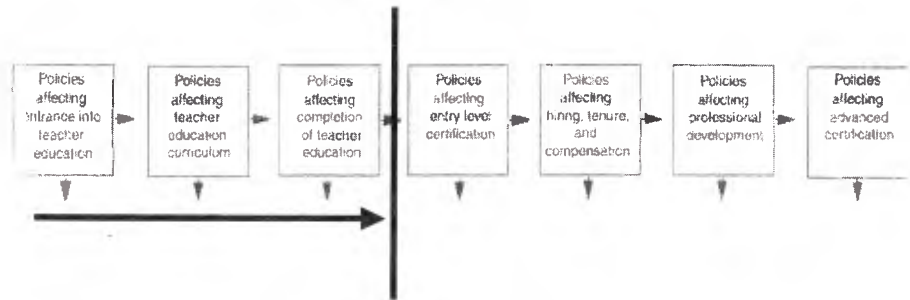 Policies
affecting
entrance into
teacher
education
Policies
affecting
teacher
education
curriculum
Policies
affecting
completion
of teacher
education
Policies
affecting
entry level
certification
Policies
affecting
hiring, tenure,
and
compensation
Policies
affecting
professional
development
Policies
affecting
advanced
certification